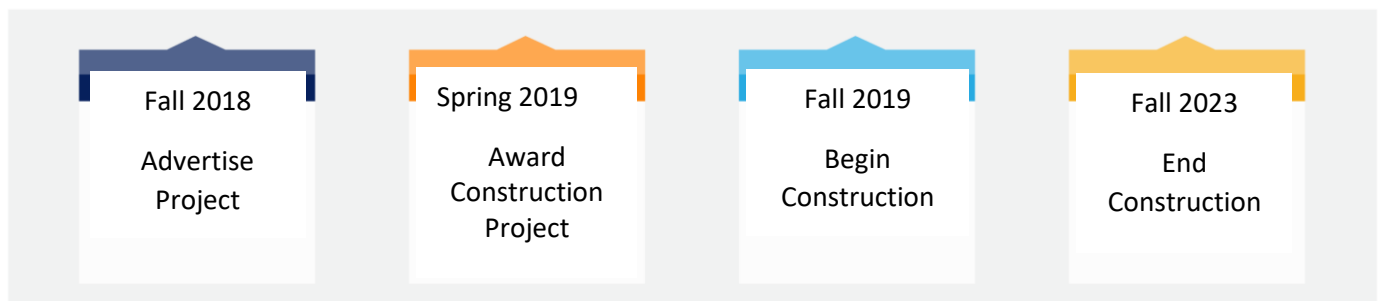 Fall 2018
Advertise
Project
Spring 2019
Award
Construction
Project
Fall 2019
Begin
Construction
Fall 2023
End
Construction